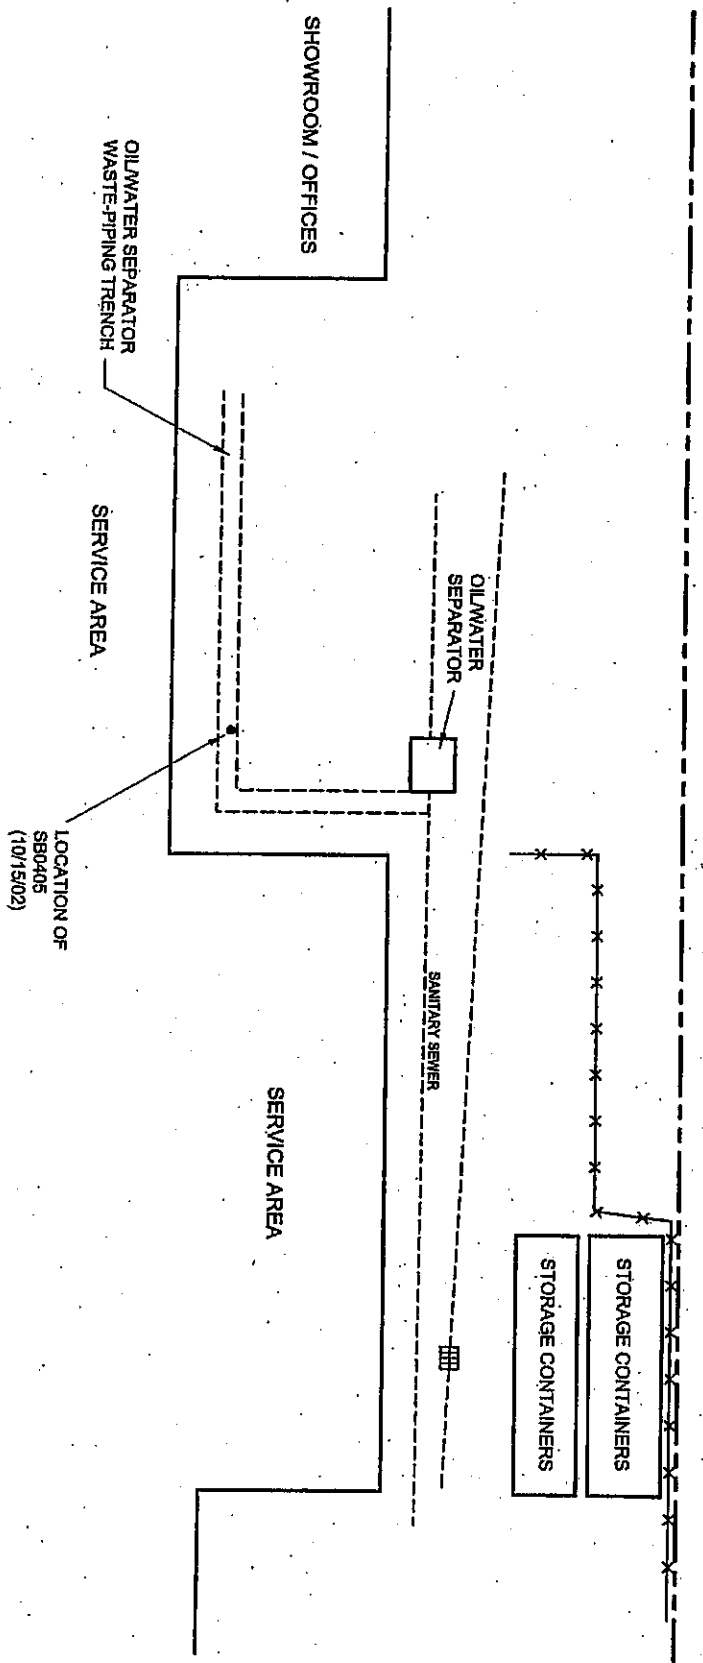 SHOWROOM / OFFICES
OIL/WATER SEPARATOR
WASTE-PIPING TRENCH
SERVICE AREA
OIL/WATER
SEPARATOR
LOCATION OF
SB0405
(10/15/02)
SANITARY SEWER
SERVICE AREA
STORAGE CONTAINERS
STORAGE CONTAINERS